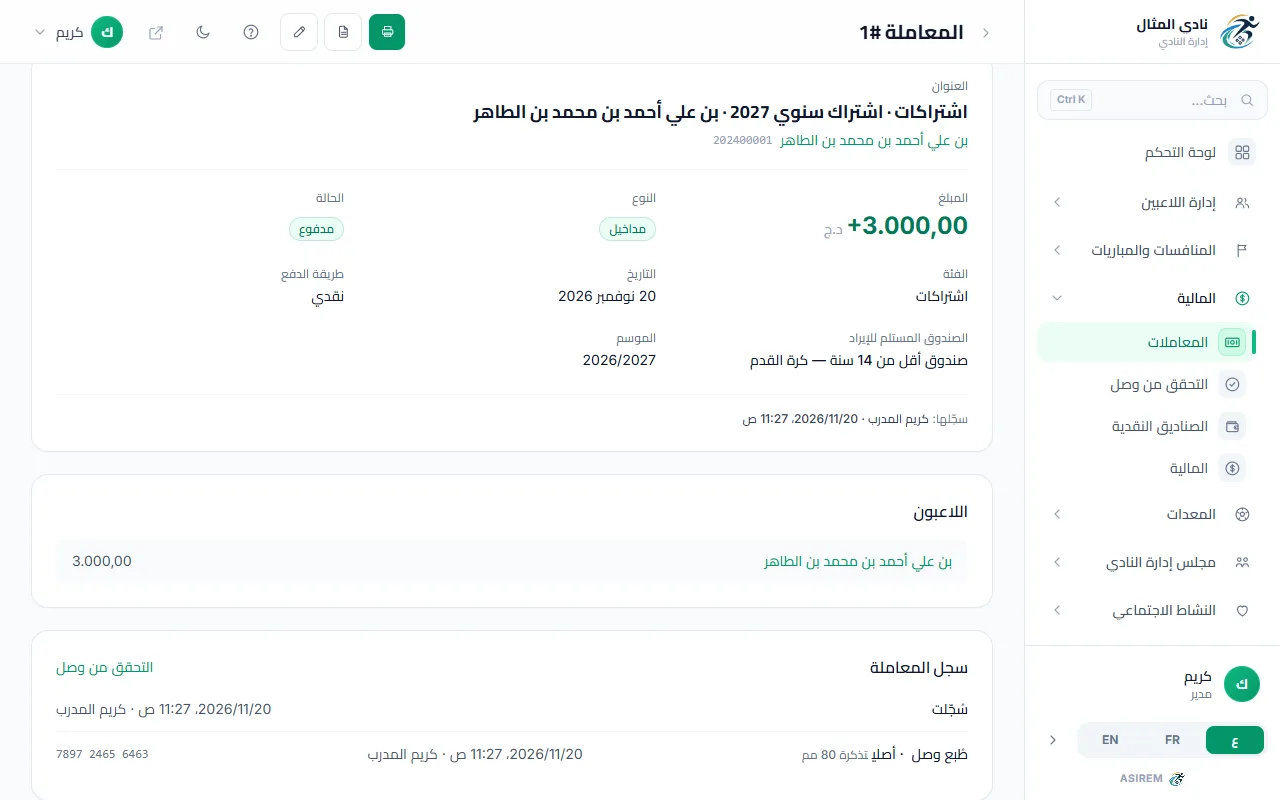 نادي المثال
إدارة النادي
بحث...
Ctrl K
لوحة التحكم
إدارة اللاعبين
المنافسات والمباريات
المالية
المعاملات
التحقق من وصل
الصناديق النقدية
المالية
المعدات
مجلس إدارة النادي
النشاط الاجتماعي
ك
كريم
مدير
ع
FR
EN
ASIREM
المعاملة #1
ك
كريم
العنوان
اشتراكات · اشتراك سنوي 2027 · بن علي أحمد بن محمد بن الطاهر
بن علي أحمد بن محمد بن الطاهر 202400001
المبلغ
النوع
الحالة
+3.000,00 د.ج
مداخيل
مدفوع
الفئة
التاريخ
طريقة الدفع
اشتراكات
20 نوفمبر 2026
نقدي
الصندوق المستلم للإيراد
الموسم
صندوق أقل من 14 سنة — كرة القدم
2026/2027
سجّلها: كريم المدرب · 2026/11/20، 11:27 ص
اللاعبون
بن علي أحمد بن محمد بن الطاهر
3.000,00
سجل المعاملة
التحقق من وصل
سُجّلت
2026/11/20، 11:27 ص · كريم المدرب
طُبع وصل · أصلي تذكرة 80 مم
2026/11/20، 11:27 ص · كريم المدرب
7897 2465 6463